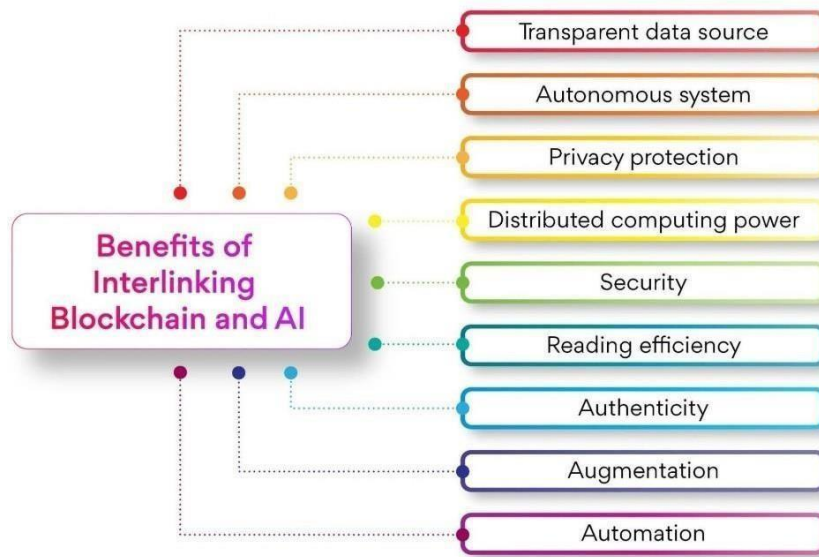 Transparent data source
Autonomous system
Privacy protection
Distributed computing power
Benefits of
Interlinking
Blockchain and AI
Security
Reading efficiency
Authenticity
Augmentation
Automation